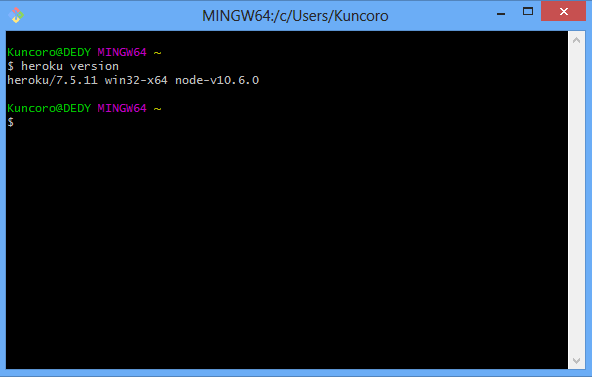 MINGW64:/c/Users/Kuncoro
Kuncoro@DEDY MINGW64 ~
$ heroku version
heroku/7.5.11 win32-x64 node-v10.6.0
Kuncoro@DEDY MINGW64 ~
$